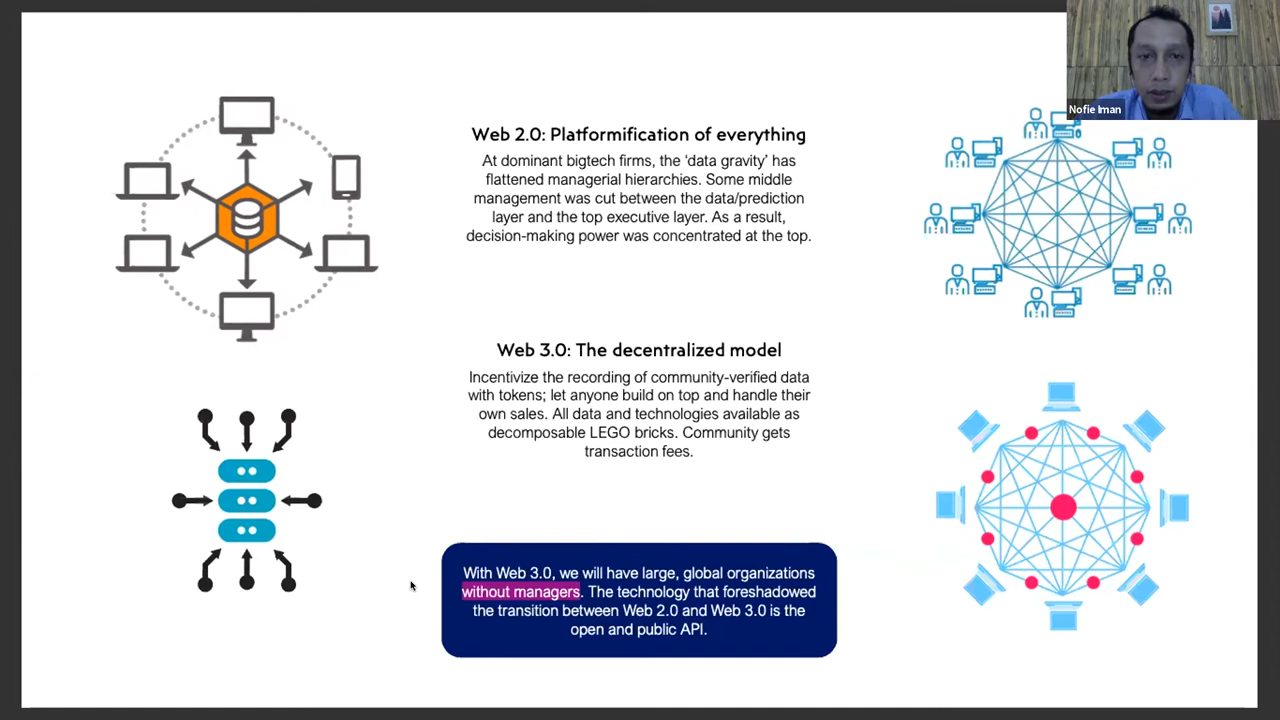 Nofie Iman
Web 2.0: Platformification of everything
At dominant bigtech firms, the ‘data gravity’ has
flattened managerial hierarchies. Some middle
management was cut between the data/prediction
layer and the top executive layer. As a result,
decision-making power was concentrated at the top.
Web 3.0: The decentralized model
Incentivize the recording of community-verified data
with tokens; let anyone build on top and handle their
own sales. All data and technologies available as
decomposable LEGO bricks. Community gets
transaction fees.
With Web 3.0, we will have large, global organizations
without managers. The technology that foreshadowed
the transition between Web 2.0 and Web 3.0 is the
open and public API.